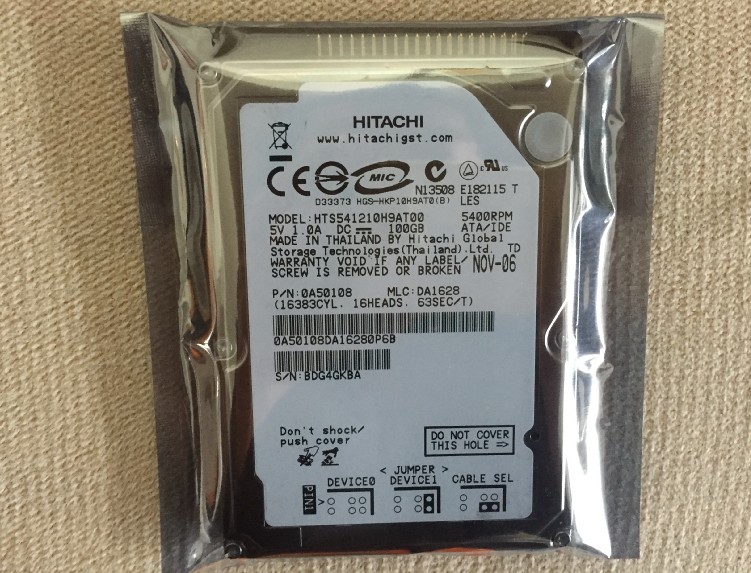 HITACHI
www.hitachigst.com
CE MIC
N13508 E182115 T
D33373 HGS-HKP10H9AT0(B) LES
MODEL:HTS541210H9AT00 5400RPM
5V 1.0A DC 100GB ATA/IDE
MADE IN THAILAND BY Hitachi Global
Storage Technologies(Thailand).Ltd. TD
WARRANTY VOID IF ANY LABEL/ NOV-06
SCREW IS REMOVED OR BROKEN
P/N:0A50108 MLC:DA1628
(16383CYL. 16HEADS. 63SEC/T)
0A50108DA16280P6B
S/N:BDG4GKBA
Don't shock/
push cover
DO NOT COVER
THIS HOLE =>
< JUMPER >
DEVICE0 DEVICE1 CABLE SEL
PIN1